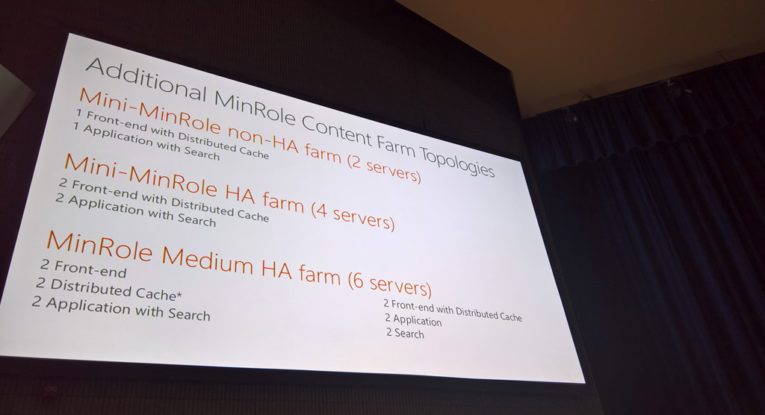 Additional MinRole Content Farm Topologies
Mini-MinRole non-HA farm (2 servers)
1 Front-end with Distributed Cache
1 Application with Search
Mini-MinRole HA farm (4 servers)
2 Front-end with Distributed Cache
2 Application with Search
MinRole Medium HA farm (6 servers)
2 Front-end
2 Distributed Cache*
2 Application with Search
2 Front-end with Distributed Cache
2 Application
2 Search